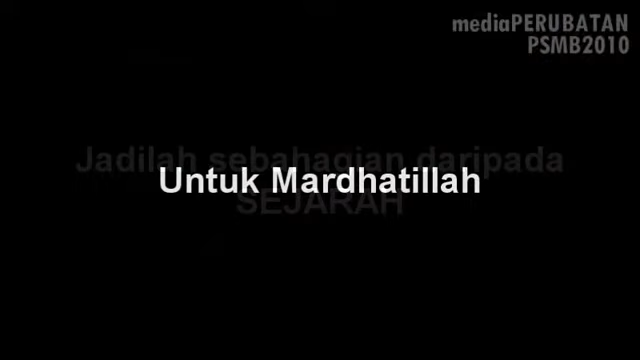 mediaPERUBATAN
PSMB2010
Jadilah sebahagian daripada
Untuk Mardhatillah
SEJARAH